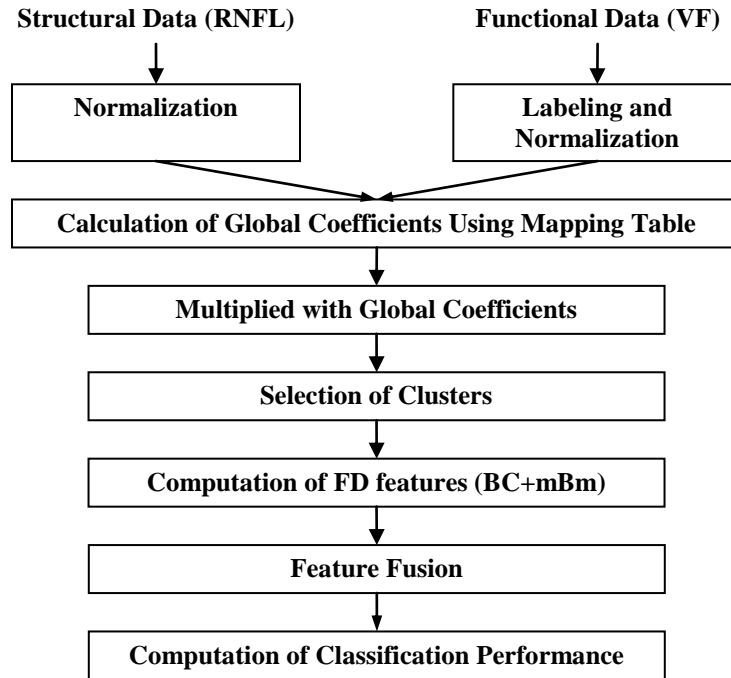 Structural Data (RNFL)
Functional Data (VF)
Normalization
Labeling and
Normalization
Calculation of Global Coefficients Using Mapping Table
Multiplied with Global Coefficients
Selection of Clusters
Computation of FD features (BC+mBm)
Feature Fusion
Computation of Classification Performance